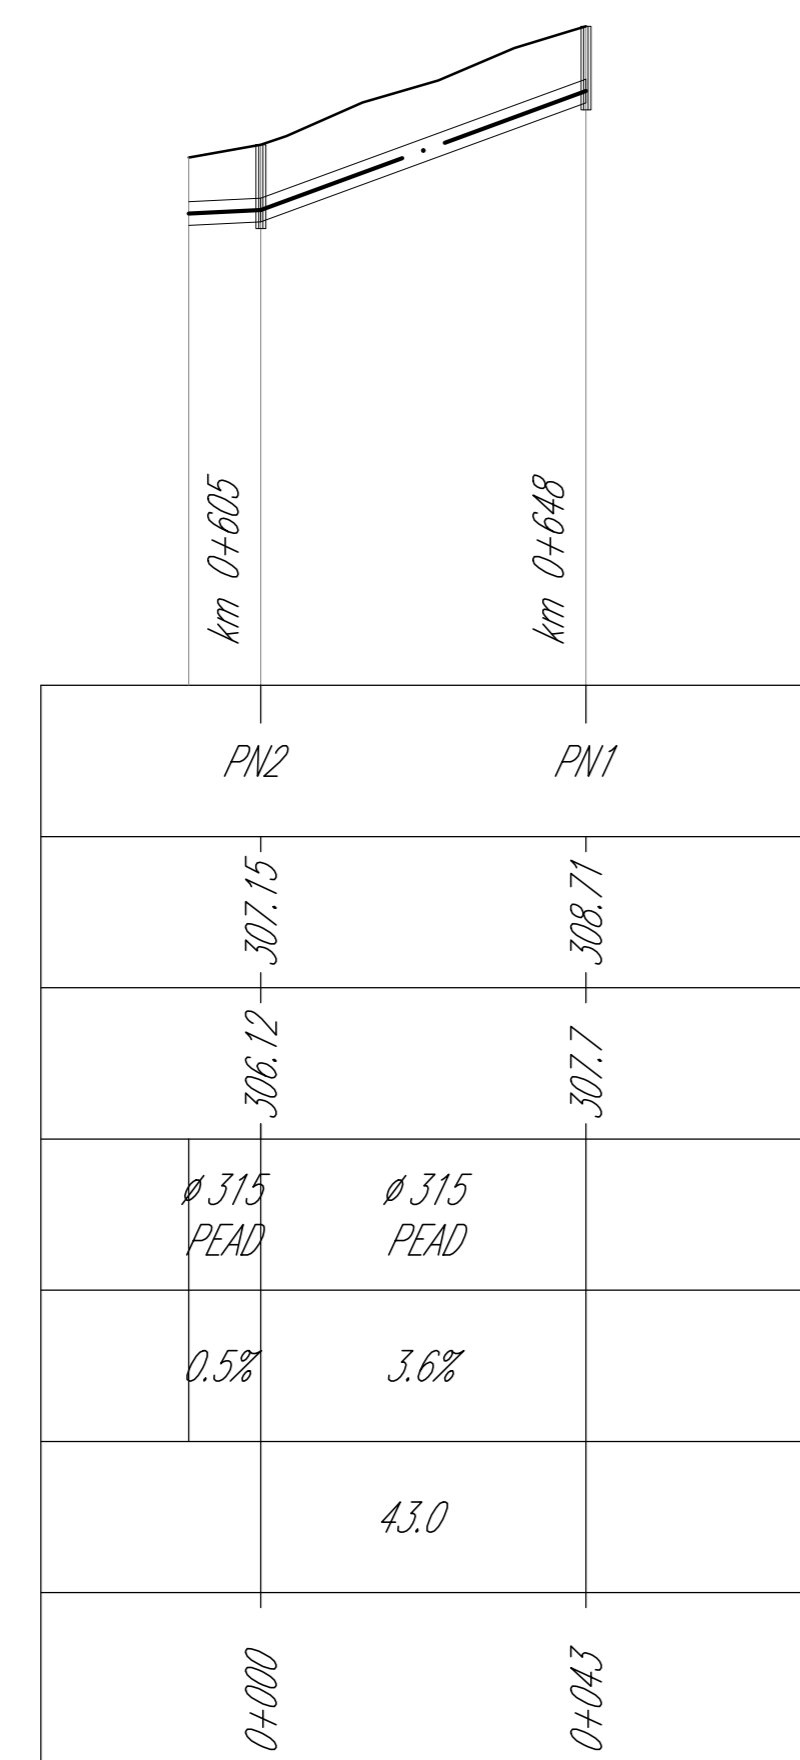 km 0+605
km 0+648
PN2
PN1
307.15
308.71
306.12
307.7
ø 315
PEAD
ø 315
PEAD
0.5%
3.6%
43.0
0+000
0+043